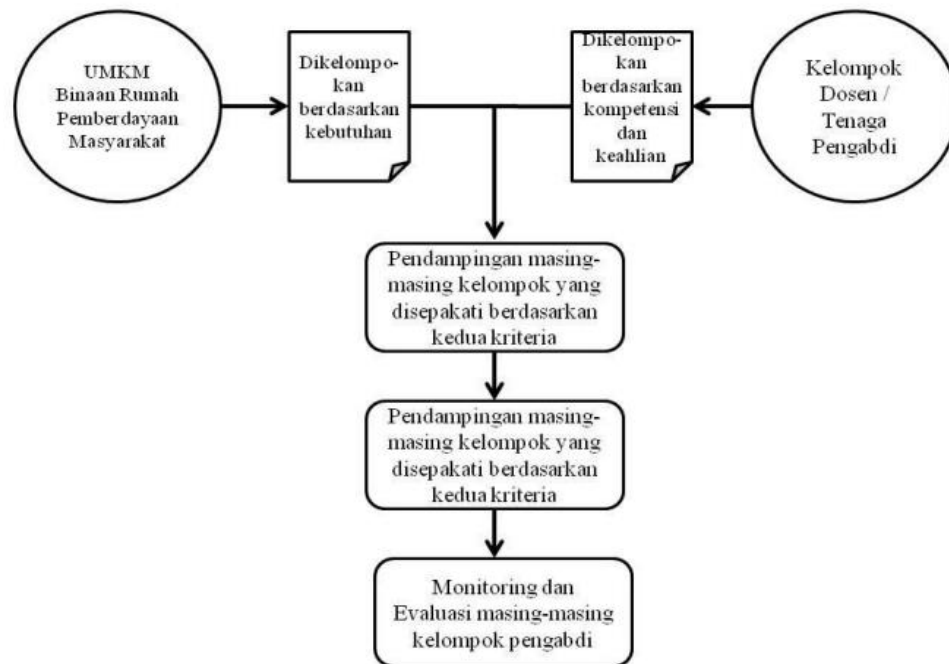 UMKM
Binaan Rumah
Pemberdayaan
Masyarakat
Dikelompo-
kan
berdasarkan
kebutuhan
Dikelompo-
kan
berdasarkan
kompetensi
dan
keahlian
Kelompok
Dosen /
Tenaga
Pengabdi
Pendampingan masing-
masing kelompok yang
disepakati berdasarkan
kedua kriteria
Pendampingan masing-
masing kelompok yang
disepakati berdasarkan
kedua kriteria
Monitoring dan
Evaluasi masing-masing
kelompok pengabdi